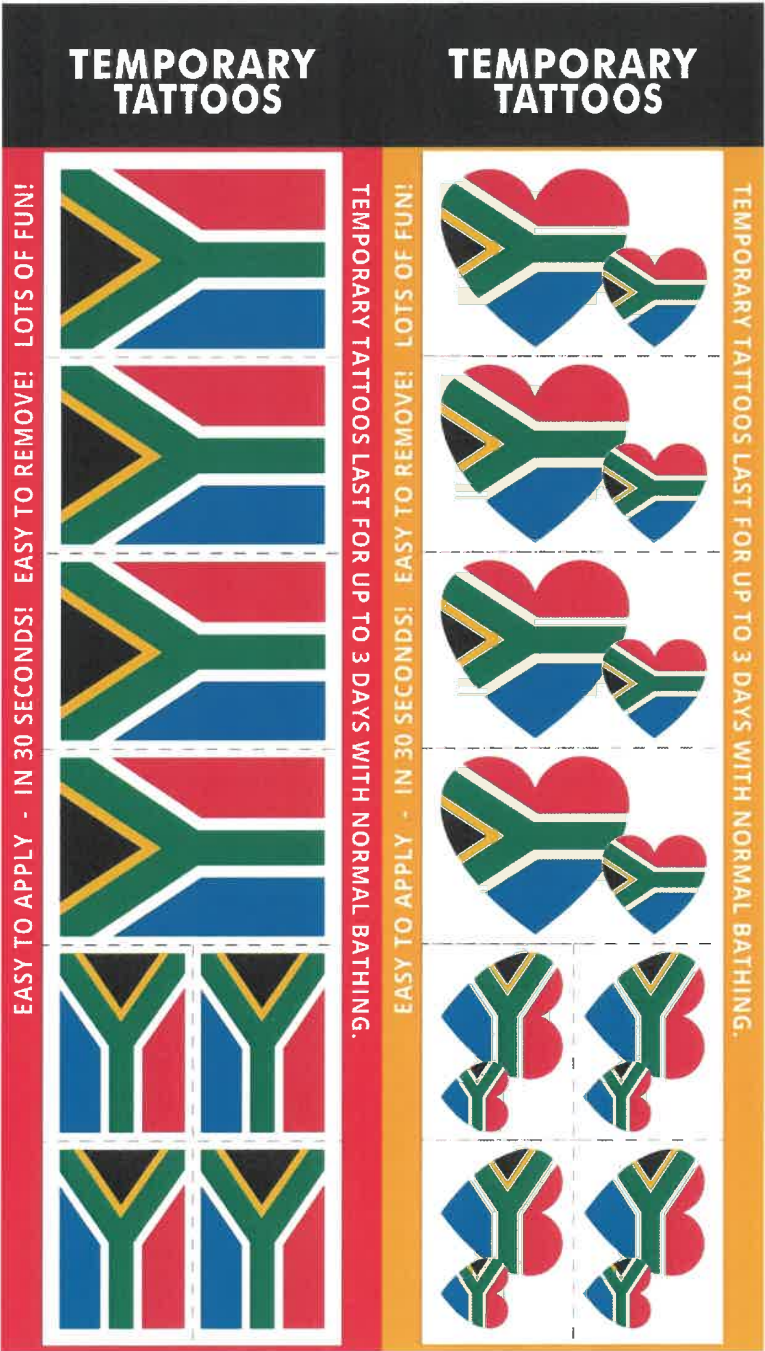 TEMPORARY
TATTOOS
EASY TO APPLY - IN 30 SECONDS! EASY TO REMOVE! LOTS OF FUN!
TEMPORARY TATTOOS LAST FOR UP TO 3 DAYS WITH NORMAL BATHING.
TEMPORARY
TATTOOS
EASY TO APPLY - IN 30 SECONDS! EASY TO REMOVE! LOTS OF FUN!
TEMPORARY TATTOOS LAST FOR UP TO 3 DAYS WITH NORMAL BATHING.